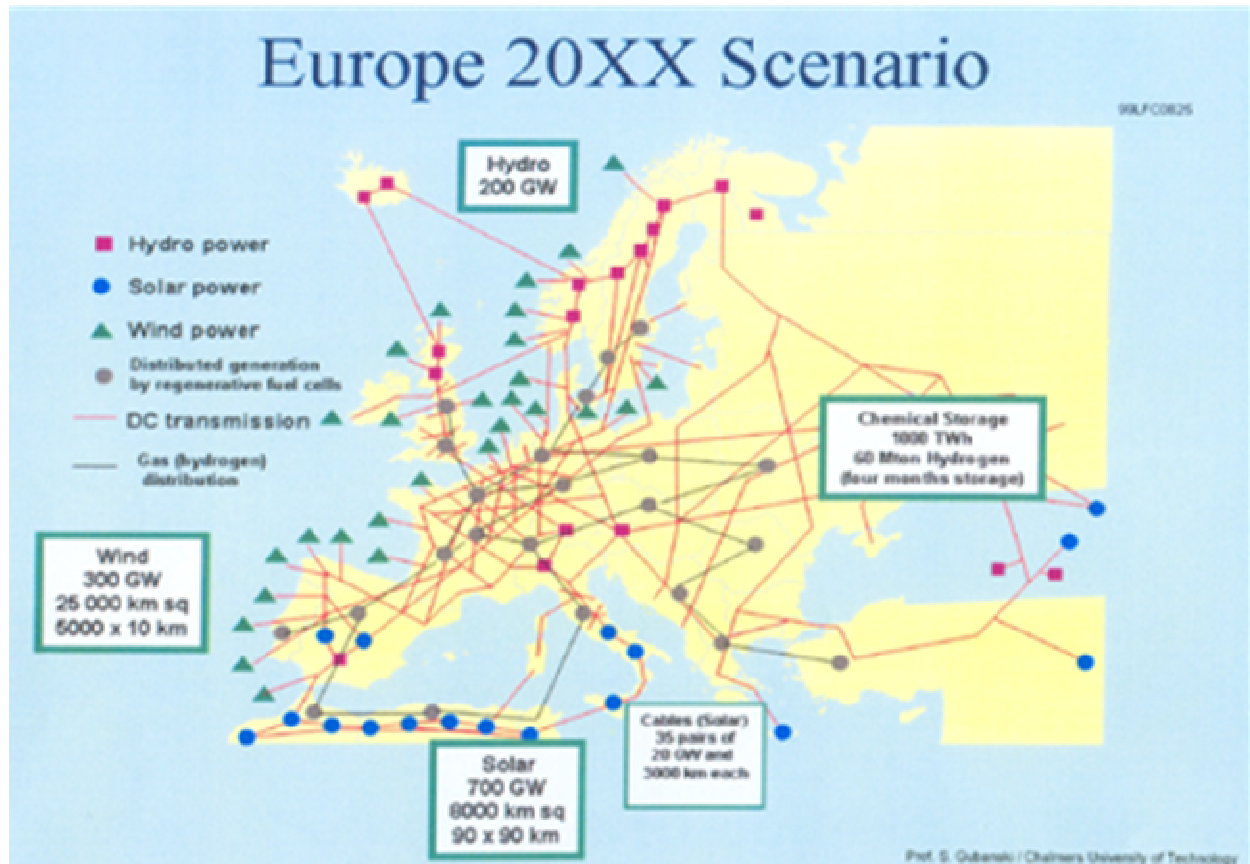 Europe 20XX Scenario
99LFC0825
Hydro
200 GW
Hydro power
Solar power
Wind power
Distributed generation
by regenerative fuel cells
DC transmission
Gas (hydrogen)
distribution
Chemical Storage
1000 TWh
60 Mton Hydrogen
(four months storage)
Wind
300 GW
25 000 km sq
5000 x 10 km
Cables (Solar)
35 pairs of
20 GW and
3000 km each
Solar
700 GW
8000 km sq
90 x 90 km
Prof. S. Gubanski / Chalmers University of Technology